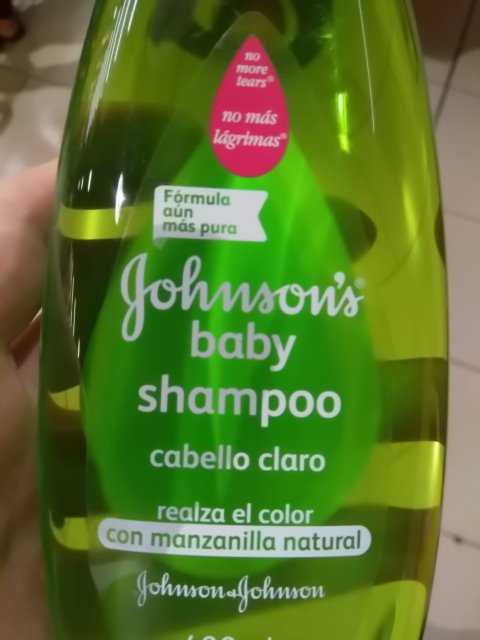 no
more
tears®
no más
lágrimas®
Fórmula
aún
más pura
Johnson's®
baby
shampoo
cabello claro
realza el color
con manzanilla natural
Johnson & Johnson